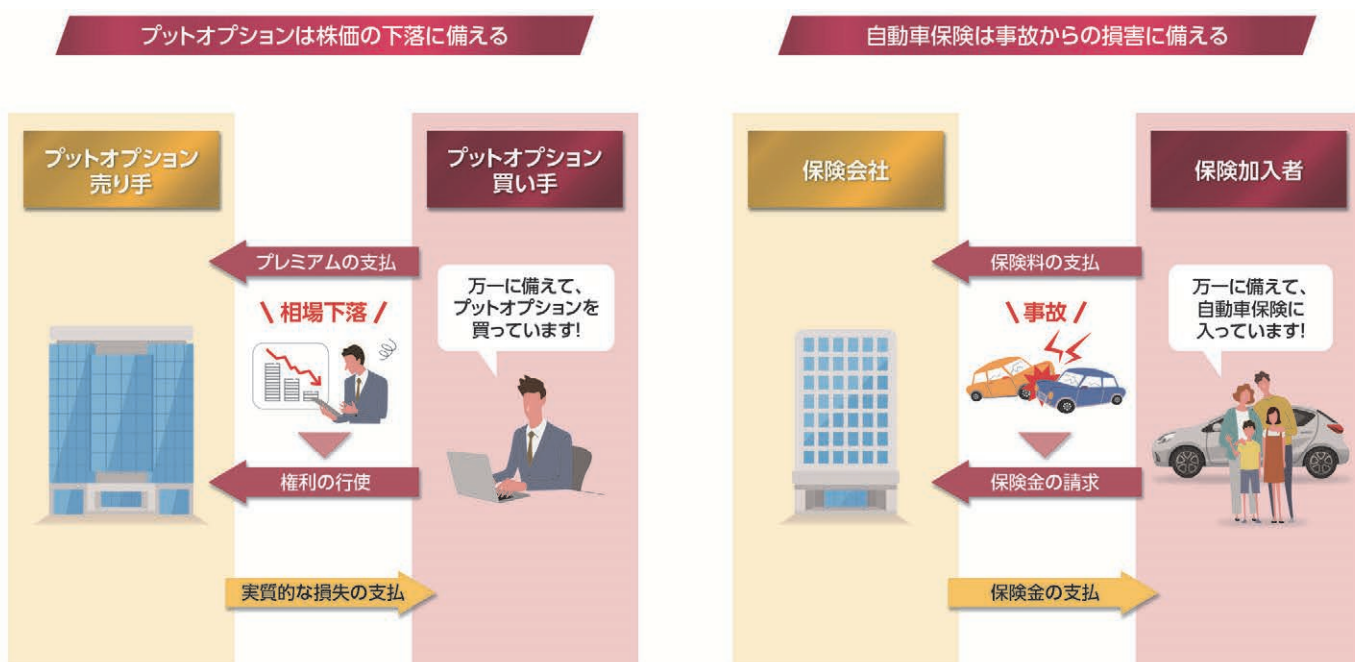 プットオプションは株価の下落に備える
プットオプション
売り手
プットオプション
買い手
プレミアムの支払
相場下落
万一に備えて、
プットオプションを
買っています!
権利の行使
実質的な損失の支払
自動車保険は事故からの損害に備える
保険会社
保険加入者
保険料の支払
事故
万一に備えて、
自動車保険に
入っています!
保険金の請求
保険金の支払